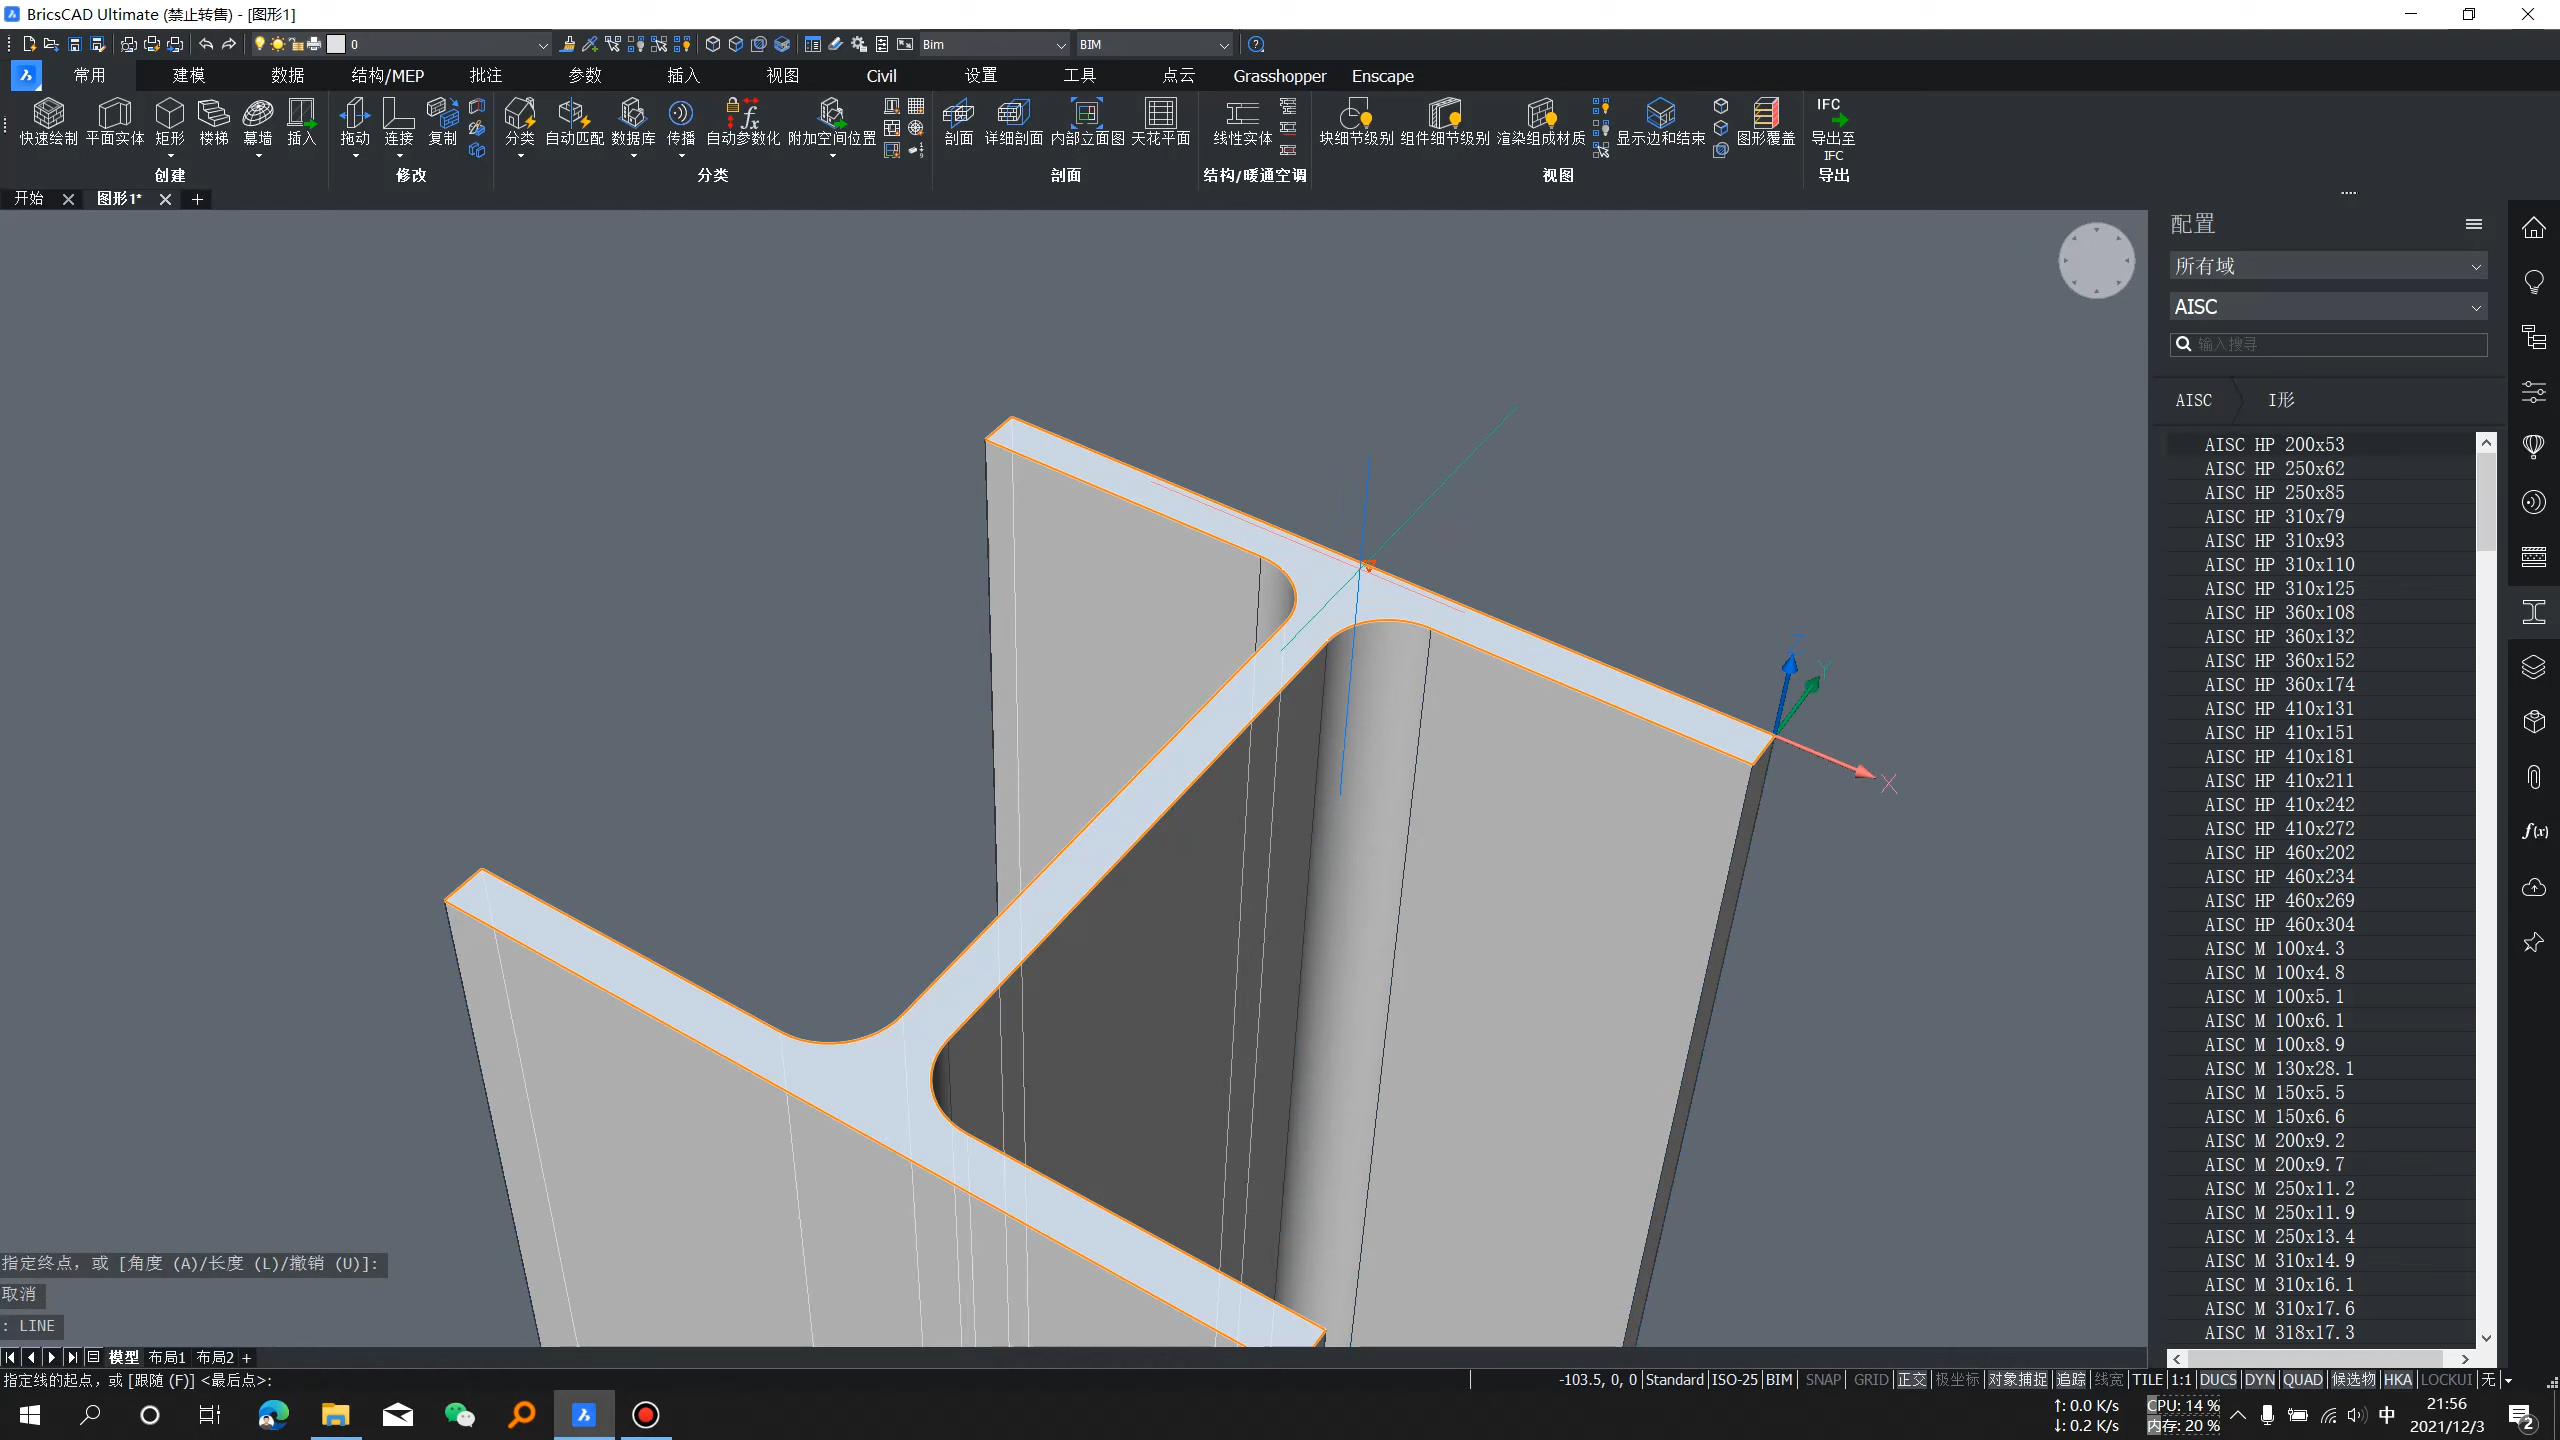 BricsCAD Ultimate (禁止转售) - [图形1]
0
Bim
BIM
常用
建模
数据
结构/MEP
批注
参数
插入
视图
Civil
设置
工具
点云
Grasshopper
Enscape
快速绘制
平面实体
矩形
楼梯
幕墙
插入
拖动
连接
复制
分类
自动匹配
数据库
传播
自动参数化
附加空间位置
剖面
详细剖面
内部立面图
天花平面
线性实体
块细节级别
组件细节级别
渲染组成材质
显示边和结束
图形覆盖
IFC
导出至
IFC
创建
修改
分类
剖面
结构/暖通空调
视图
导出
开始
图形1*
配置
所有域
AISC
输入搜寻
AISC
I形
AISC HP 200x53
AISC HP 250x62
AISC HP 250x85
AISC HP 310x79
AISC HP 310x93
AISC HP 310x110
AISC HP 310x125
AISC HP 360x108
AISC HP 360x132
AISC HP 360x152
AISC HP 360x174
AISC HP 410x131
AISC HP 410x151
AISC HP 410x181
AISC HP 410x211
AISC HP 410x242
AISC HP 410x272
AISC HP 460x202
AISC HP 460x234
AISC HP 460x269
AISC HP 460x304
AISC M 100x4.3
AISC M 100x4.8
AISC M 100x5.1
AISC M 100x6.1
AISC M 100x8.9
AISC M 130x28.1
AISC M 150x5.5
AISC M 150x6.6
AISC M 200x9.2
AISC M 200x9.7
AISC M 250x11.2
AISC M 250x11.9
AISC M 250x13.4
AISC M 310x14.9
AISC M 310x16.1
AISC M 310x17.6
AISC M 318x17.3
f(x)
Z
Y
X
指定终点，或 [角度 (A)/长度 (L)/撤销 (U)]:
取消
: LINE
模型
布局1
布局2
指定线的起点，或 [跟随 (F)] <最后点>:
-103.5, 0, 0
Standard
ISO-25
BIM
SNAP
GRID
正交
极坐标
对象捕捉
追踪
线宽
TILE
1:1
DUCS
DYN
QUAD
候选物
HKA
LOCKUI
无
↑: 0.0 K/s
↓: 0.2 K/s
CPU: 14 %
内存: 20 %
中
21:56
2021/12/3
2